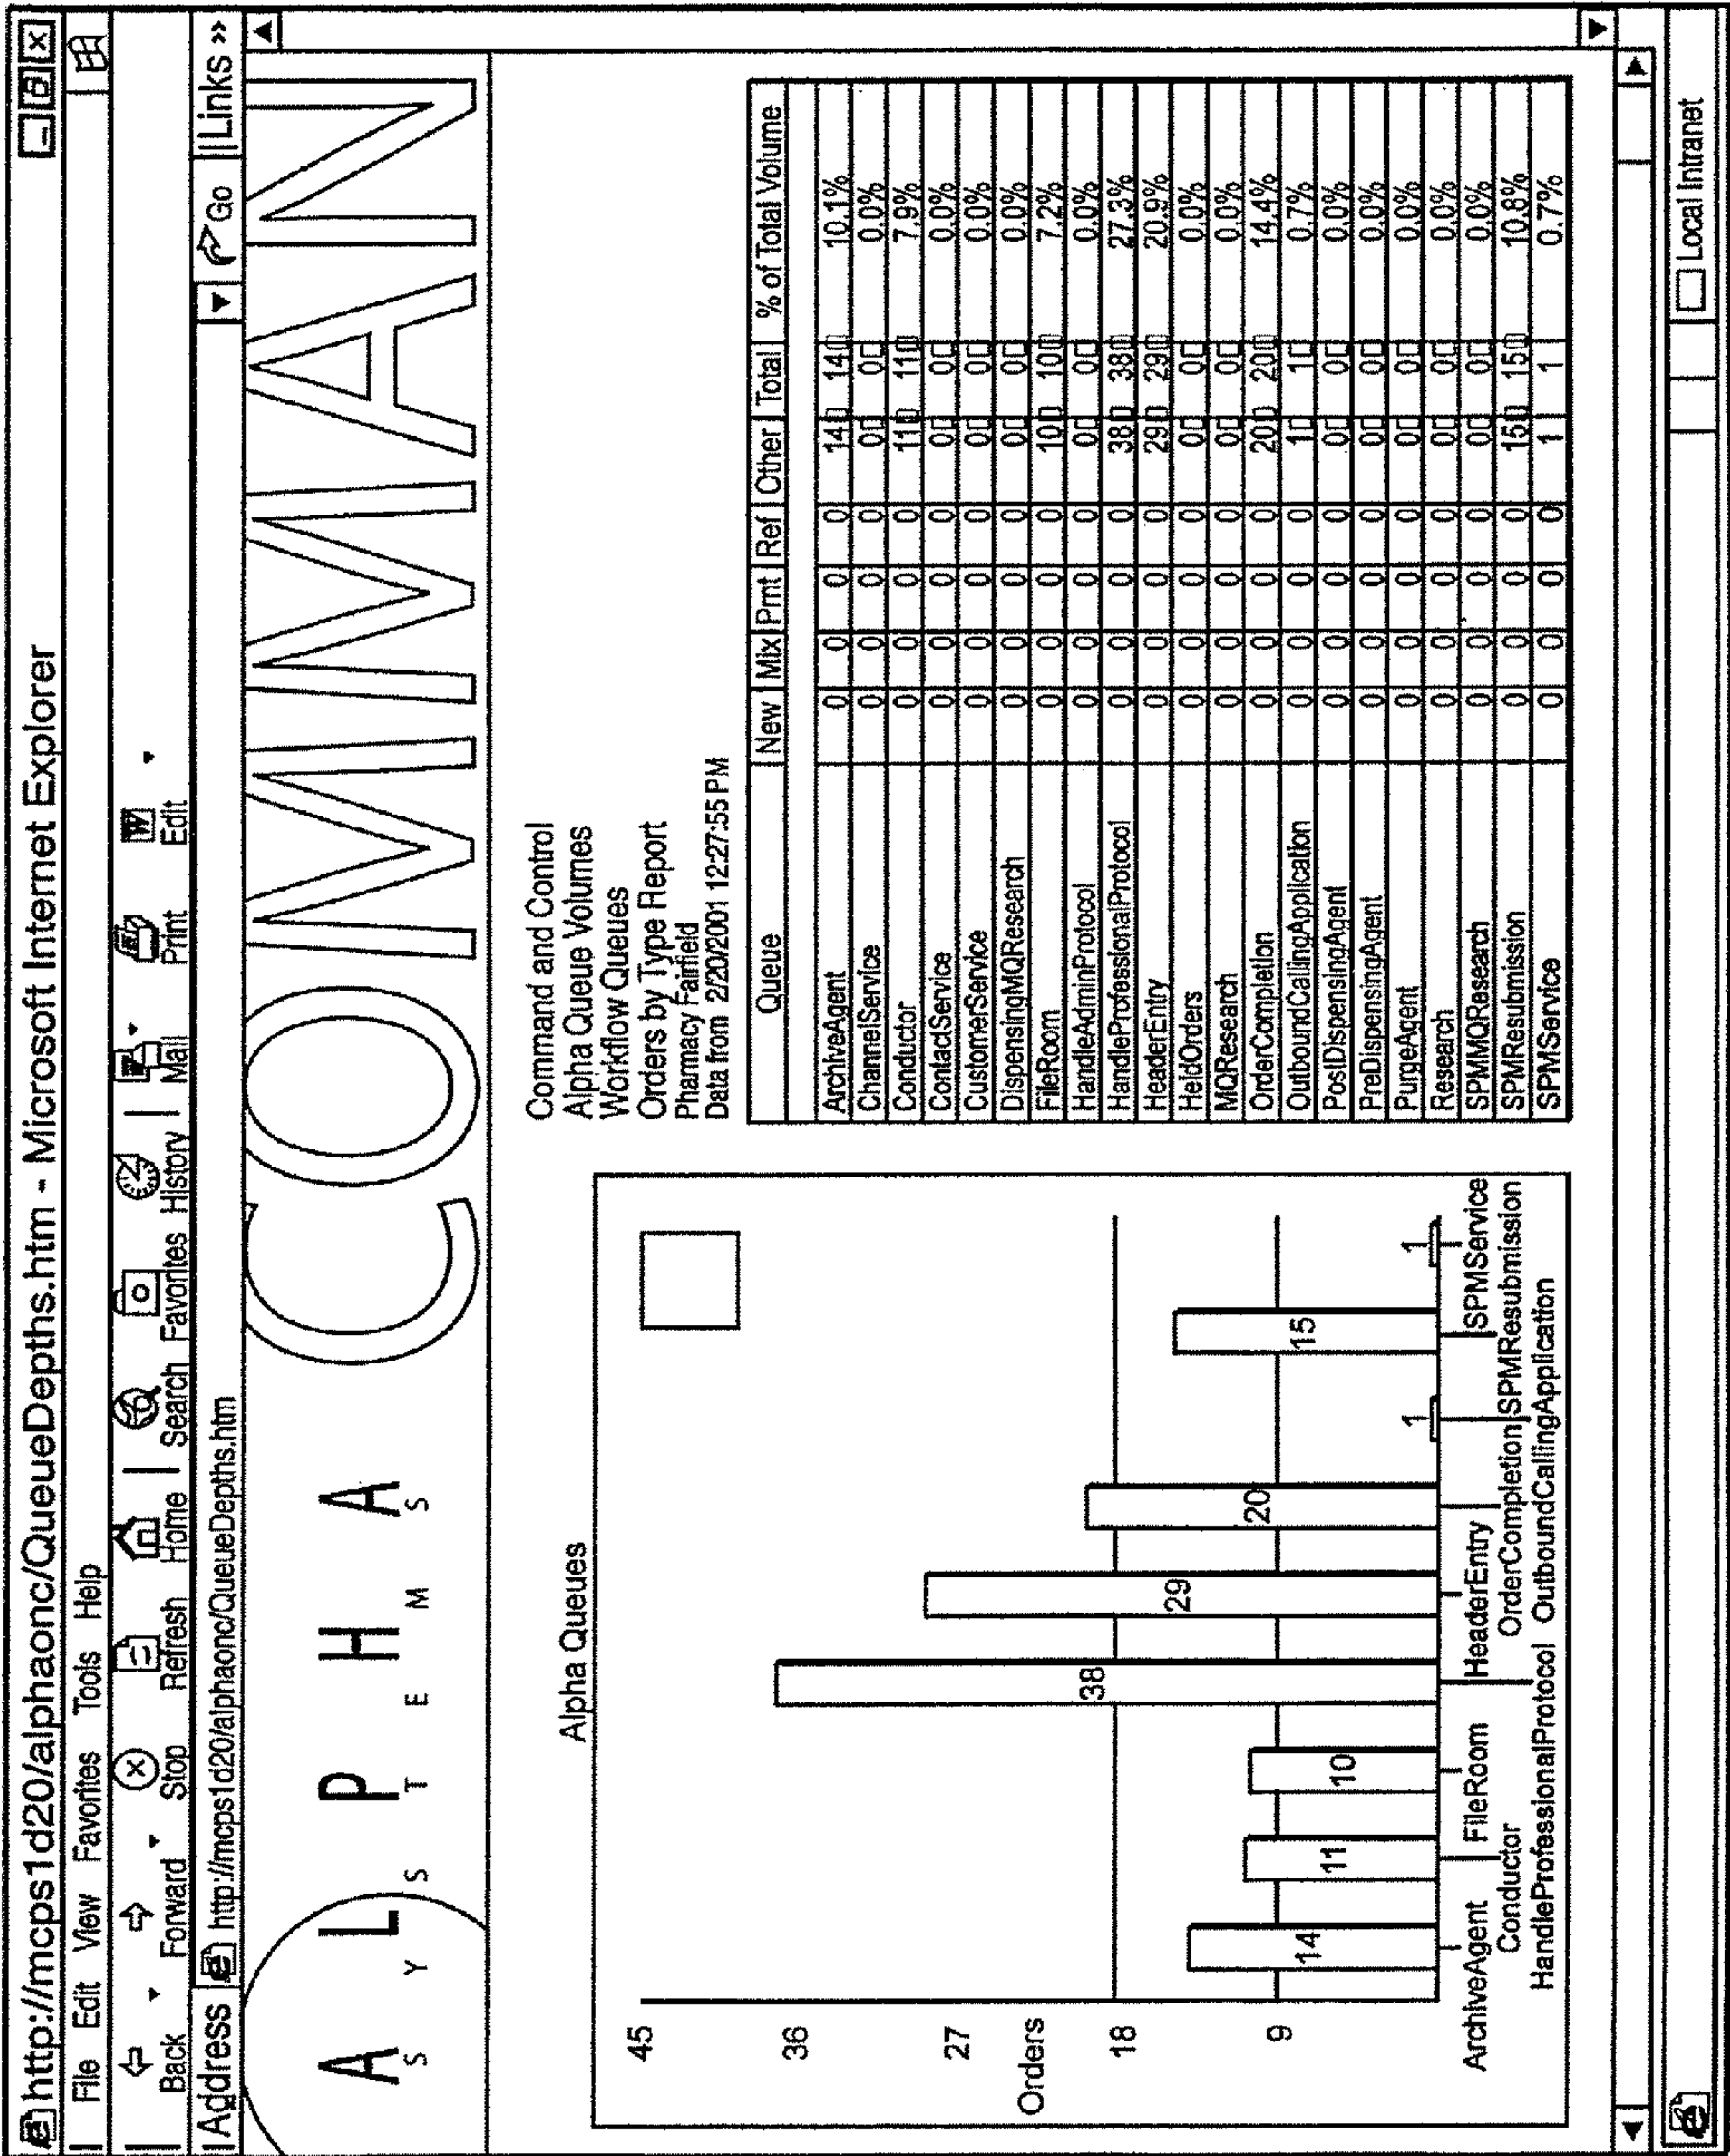 http://mcps1d20/alphaonc/QueueDepths.htm - Microsoft Internet Explorer
File Edit View Favorites Tools Help
Back Forward Stop Refresh Home Search Favorites History Mail Print Edit
Address http://mcps1d20/alphaonc/QueueDepths.htm Go Links »
ALPHA COMMAN
SYSTEMS
Command and Control
Alpha Queue Volumes
Workflow Queues
Orders by Type Report
Pharmacy Fairfield
Data from 2/20/2001 12:27:55 PM
Alpha Queues
45
36
27
Orders
18
9
14 11 10 38 29 20 1 15 1
ArchiveAgent FileRoom HeaderEntry SPMService
Conductor OrderCompletion SPMResubmission
HandleProfessionalProtocol OutboundCallingApplication
Queue New Mix Prnt Ref Other Total % of Total Volume
ArchiveAgent 0 0 0 0 14 14 10.1%
ChannelService 0 0 0 0 0 0 0.0%
Conductor 0 0 0 0 11 11 7.9%
ContactService 0 0 0 0 0 0 0.0%
CustomerService 0 0 0 0 0 0 0.0%
DispensingMQResearch 0 0 0 0 0 0 0.0%
FileRoom 0 0 0 0 10 10 7.2%
HandleAdminProtocol 0 0 0 0 0 0 0.0%
HandleProfessionalProtocol 0 0 0 0 38 38 27.3%
HeaderEntry 0 0 0 0 29 29 20.9%
HeldOrders 0 0 0 0 0 0 0.0%
MQResearch 0 0 0 0 0 0 0.0%
OrderCompletion 0 0 0 0 20 20 14.4%
OutboundCallingApplication 0 0 0 0 1 1 0.7%
PostDispensingAgent 0 0 0 0 0 0 0.0%
PreDispensingAgent 0 0 0 0 0 0 0.0%
PurgeAgent 0 0 0 0 0 0 0.0%
Research 0 0 0 0 0 0 0.0%
SPMMQResearch 0 0 0 0 0 0 0.0%
SPMResubmission 0 0 0 0 15 15 10.8%
SPMService 0 0 0 0 1 1 0.7%
Local Intranet